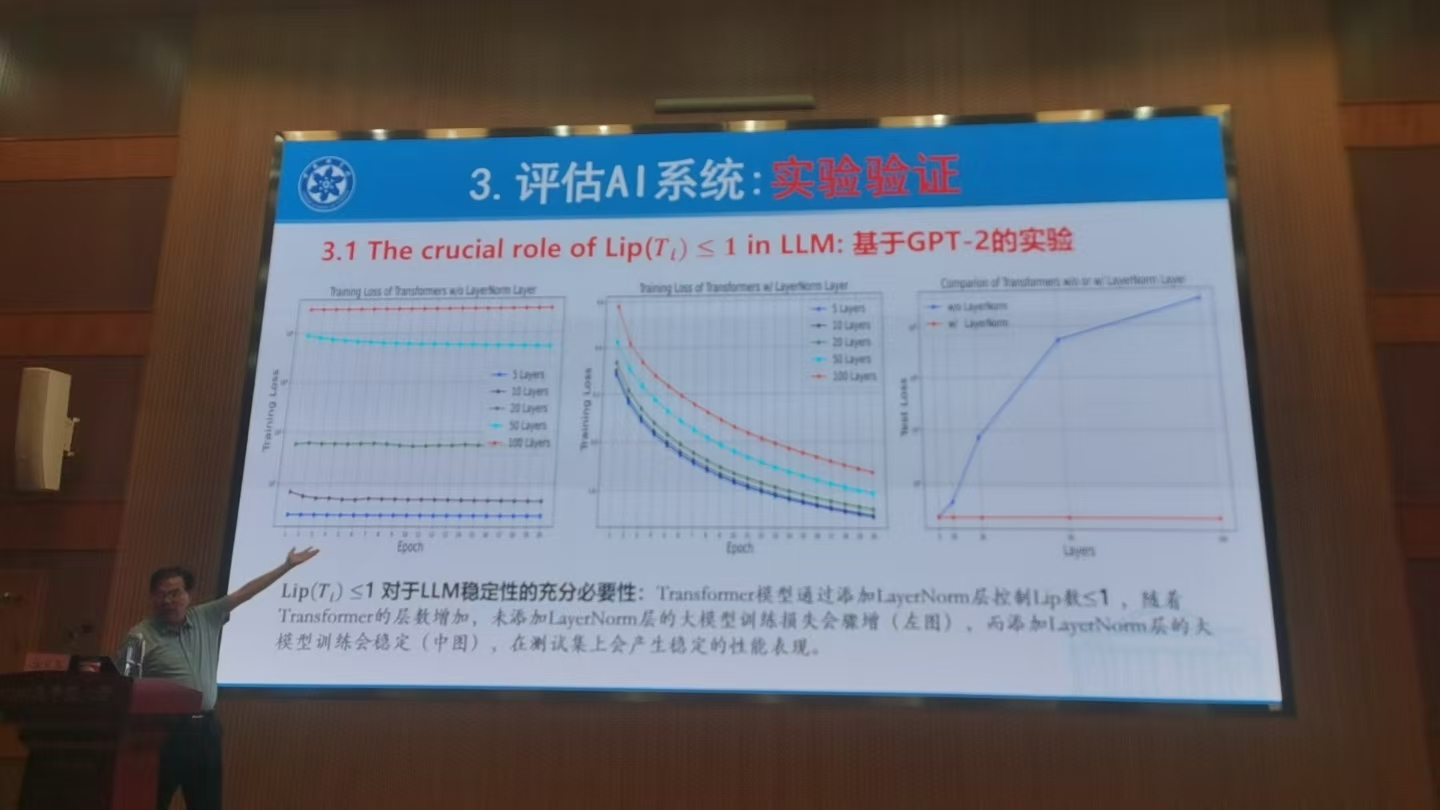 3. 评估AI系统:实验验证
3.1 The crucial role of Lip(Tₗ) ≤ 1 in LLM: 基于GPT-2的实验
Training Loss of Transformers w/o LayerNorm Layer
Training Loss
5 Layers
10 Layers
20 Layers
50 Layers
100 Layers
Epoch
Training Loss of Transformers w/ LayerNorm Layer
Training Loss
5 Layers
10 Layers
20 Layers
50 Layers
100 Layers
Epoch
Comparison of Transformers w/o or w/ LayerNorm Layer
Test Loss
w/o LayerNorm
w/ LayerNorm
Layers
Lip(Tₗ) ≤1 对于LLM稳定性的充分必要性：Transformer模型通过添加LayerNorm层控制Lip数≤1，随着
Transformer的层数增加，未添加LayerNorm层的大模型训练损失会骤增（左图），而添加LayerNorm层的大
模型训练会稳定（中图），在测试集上会产生稳定的性能表现。